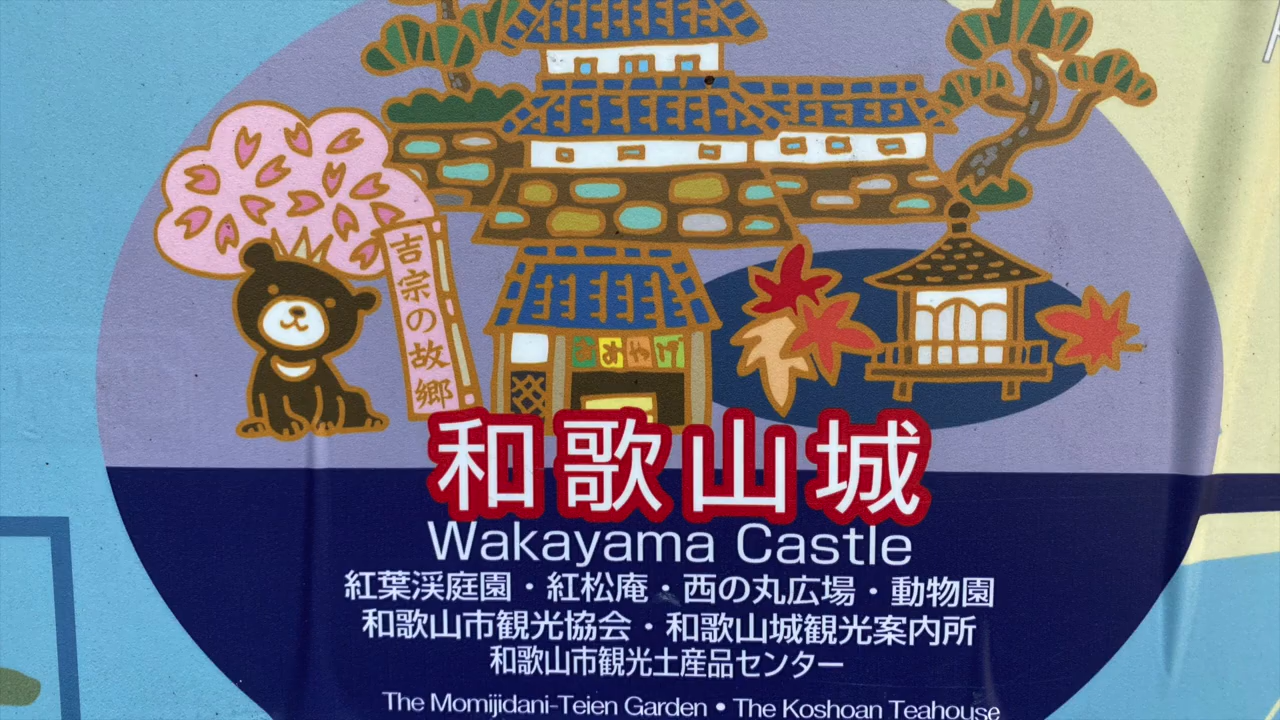 吉宗の故郷
おみやげ
和歌山城
Wakayama Castle
紅葉渓庭園・紅松庵・西の丸広場・動物園
和歌山市観光協会・和歌山城観光案内所
和歌山市観光土産品センター
The Momijidani-Teien Garden • The Koshoan Teahouse